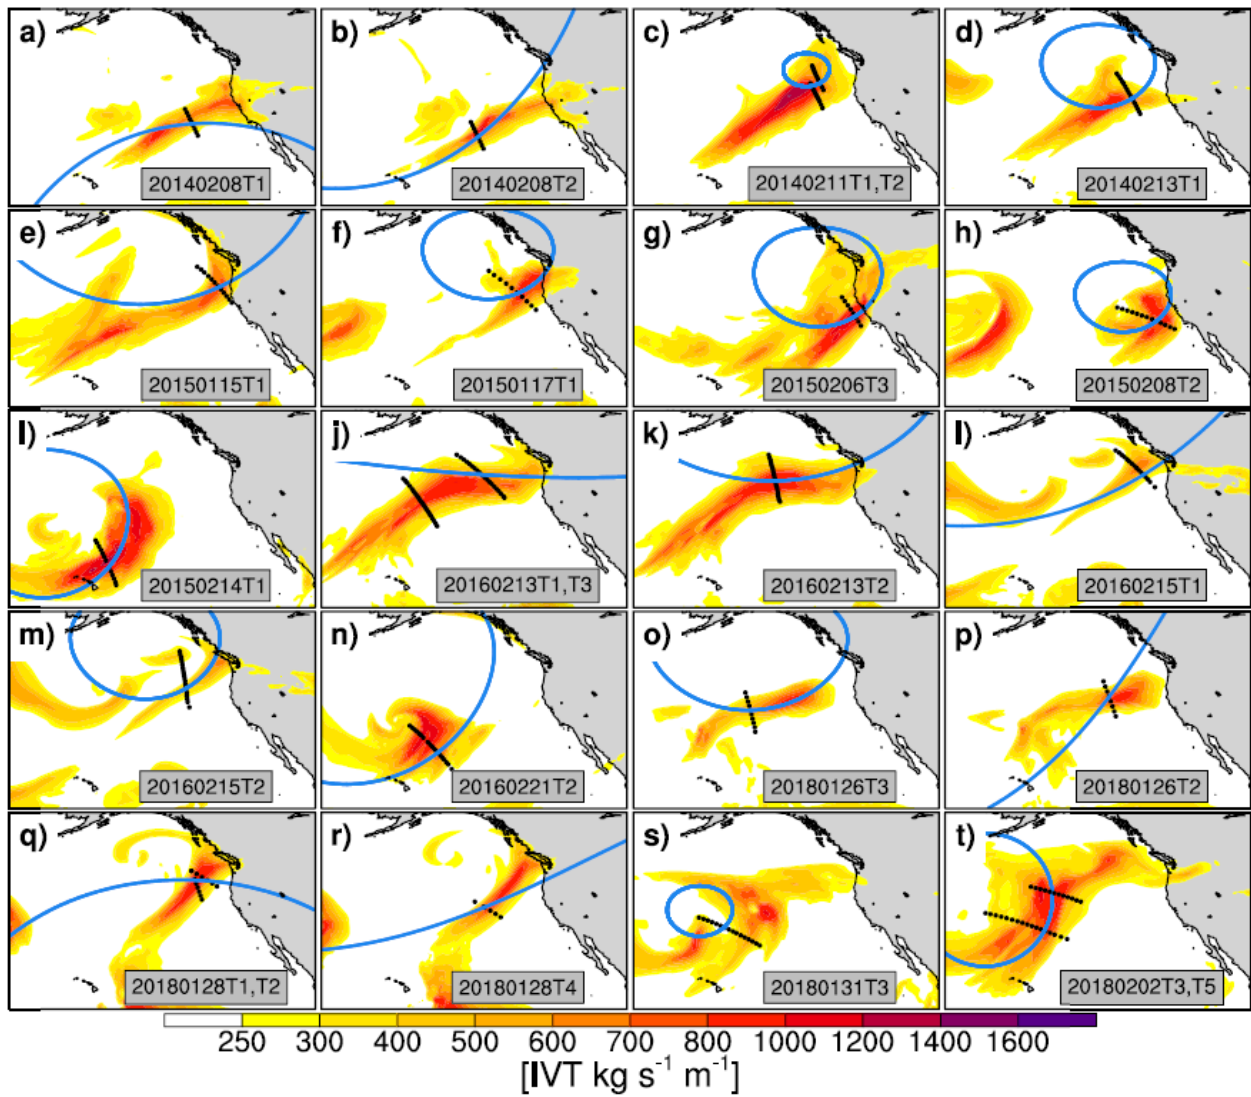 a)
20140208T1
b)
20140208T2
c)
20140211T1,T2
d)
20140213T1
e)
20150115T1
f)
20150117T1
g)
20150206T3
h)
20150208T2
I)
20150214T1
j)
20160213T1,T3
k)
20160213T2
l)
20160215T1
m)
20160215T2
n)
20160221T2
o)
20180126T3
p)
20180126T2
q)
20180128T1,T2
r)
20180128T4
s)
20180131T3
t)
20180202T3,T5
250 300 400 500 600 700 800 1000 1200 1400 1600
[IVT kg s⁻¹ m⁻¹]